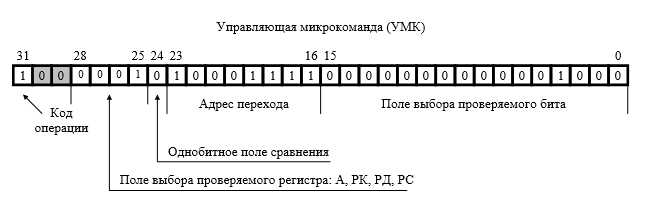 Управляющая микрокоманда (УМК)
31 28 25 24 23 16 15 0
1 0 0 0 0 0 1 0 1 0 0 0 1 1 1 1 0 0 0 0 0 0 0 0 0 0 0 0 1 0 0 0
Код операции
Адрес перехода
Поле выбора проверяемого бита
Однобитное поле сравнения
Поле выбора проверяемого регистра: А, РК, РД, РС